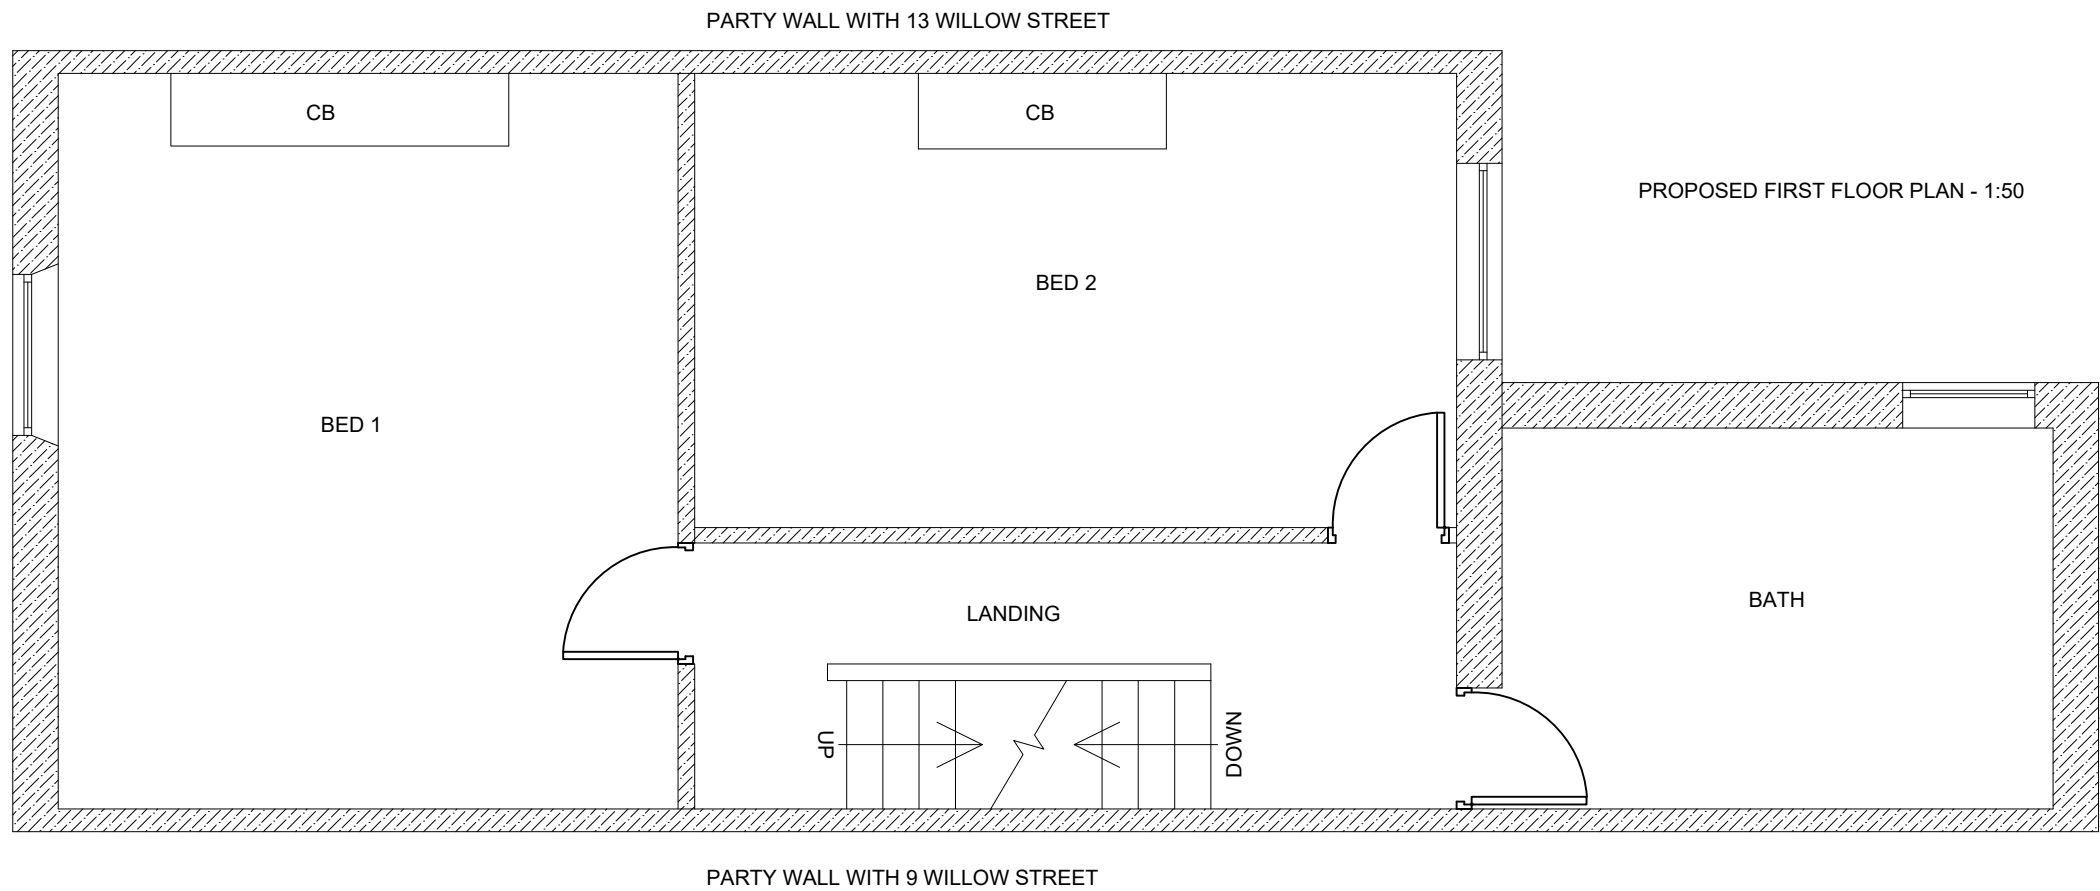 PARTY WALL WITH 13 WILLOW STREET
CB
CB
PROPOSED FIRST FLOOR PLAN - 1:50
BED 2
BED 1
BATH
LANDING
UP
DOWN
PARTY WALL WITH 9 WILLOW STREET